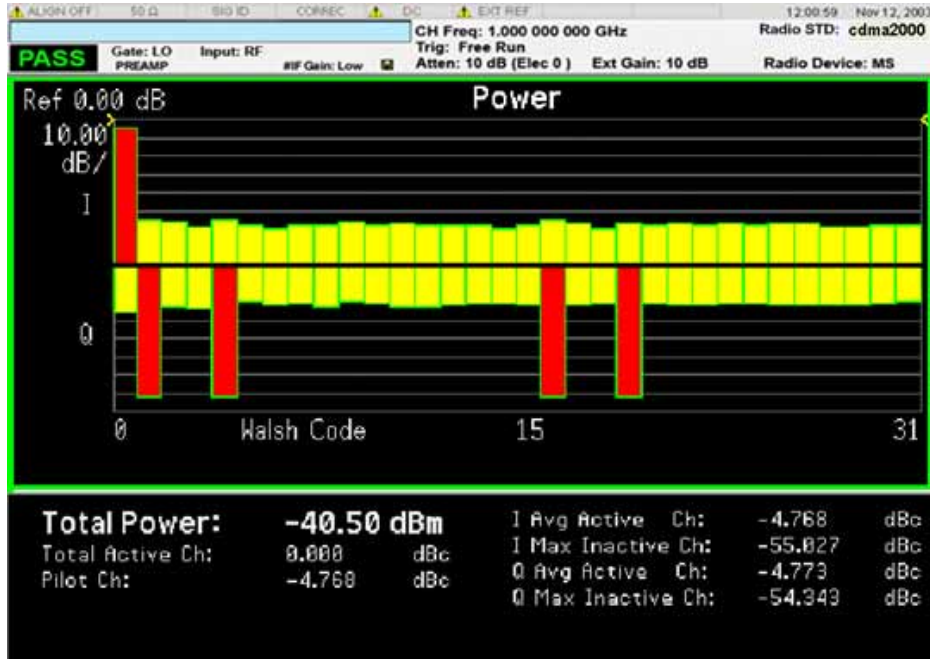 ALIGN OFF 50 Ω SIG ID CORREC DC EXT REF 12:00:59 Nov 12, 2003
CH Freq: 1.000 000 000 GHz Radio STD: cdma2000
PASS Gate: LO Input: RF Trig: Free Run
PREAMP #IF Gain: Low Atten: 10 dB (Elec 0 ) Ext Gain: 10 dB Radio Device: MS
Ref 0.00 dB Power
10.00
dB/
I
Q
0 Walsh Code 15 31
Total Power: -40.50 dBm
Total Active Ch: 0.000 dBc
Pilot Ch: -4.768 dBc
I Avg Active Ch: -4.768 dBc
I Max Inactive Ch: -55.027 dBc
Q Avg Active Ch: -4.773 dBc
Q Max Inactive Ch: -54.343 dBc